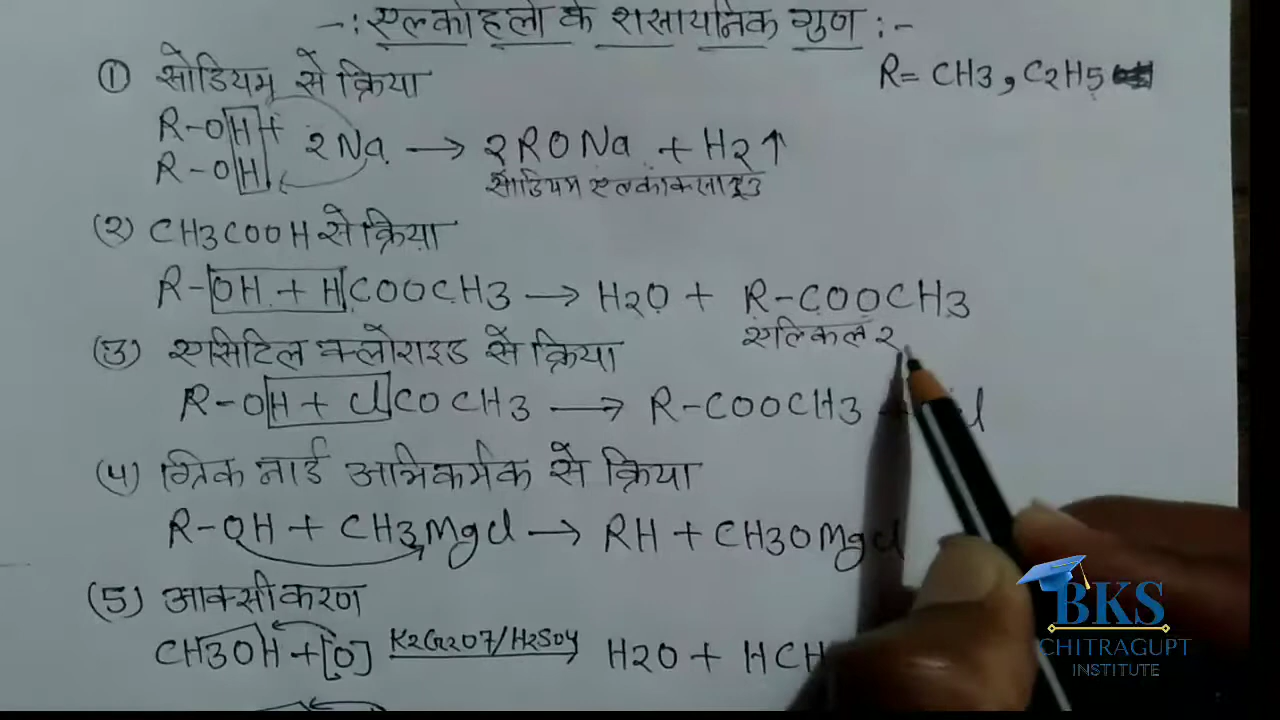 -: एल्कोहलो के रासायनिक गुण :-
R= CH3, C2H5
① सोडियम से क्रिया
R-OH +
R-OH
2Na → 2RONa + H2↑
सोडियम एल्कोक्साइड
(२) CH3COOH से क्रिया
R-OH + HCOOCH3 → H2O + R-COOCH3
एल्किल ए
(3) एसिटिल क्लोराइड से क्रिया
R-OH + ClCOCH3 → R-COOCH3
(4) ग्रिकनार्ड अभिकर्मक से क्रिया
R-OH + CH3MgCl → RH + CH3OMgCl
(5) आक्सीकरण
CH3OH + [O] K2Cr2O7/H2SO4 → H2O + HCH
BKS
CHITRAGUPT
INSTITUTE